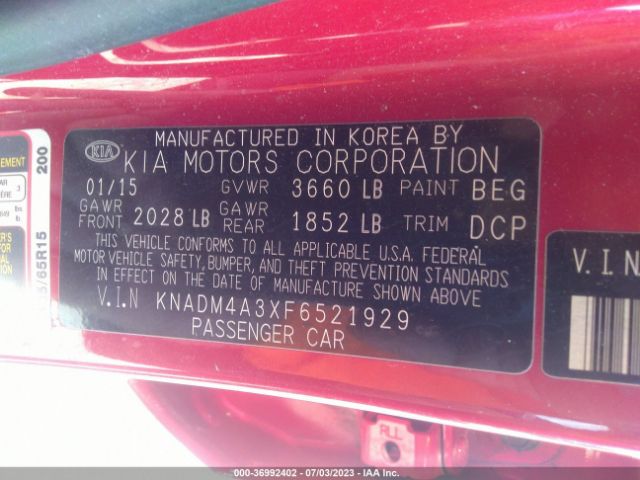 MANUFACTURED IN KOREA BY
KIA KIA MOTORS CORPORATION
01/15 GVWR 3660 LB PAINT BEG
GAWR FRONT 2028 LB GAWR REAR 1852 LB TRIM DCP
THIS VEHICLE CONFORMS TO ALL APPLICABLE U.S.A. FEDERAL
MOTOR VEHICLE SAFETY, BUMPER, AND THEFT PREVENTION STANDARDS
IN EFFECT ON THE DATE OF MANUFACTURE SHOWN ABOVE
V.I.N KNADM4A3XF6521929
PASSENGER CAR
V.I.N
200
65R15
RLL
000-36992402 - 07/03/2023 - IAA Inc.